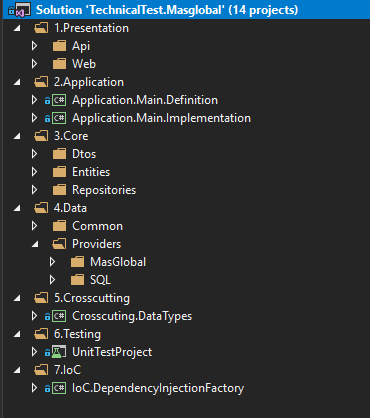 Solution 'TechnicalTest.Masglobal' (14 projects)
1.Presentation
Api
Web
2.Application
C# Application.Main.Definition
C# Application.Main.Implementation
3.Core
Dtos
Entities
Repositories
4.Data
Common
Providers
MasGlobal
SQL
5.Crosscutting
C# Crosscuting.DataTypes
6.Testing
UnitTestProject
7.IoC
C# IoC.DependencyInjectionFactory